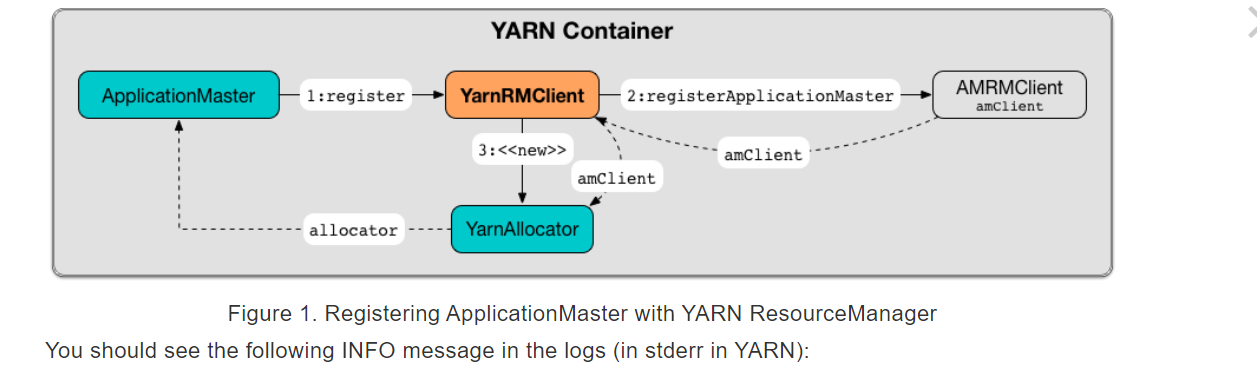 YARN Container
ApplicationMaster
1:register
YarnRMClient
2:registerApplicationMaster
AMRMClient
amClient
3:<<new>>
amClient
amClient
allocator
YarnAllocator
Figure 1. Registering ApplicationMaster with YARN ResourceManager
You should see the following INFO message in the logs (in stderr in YARN):